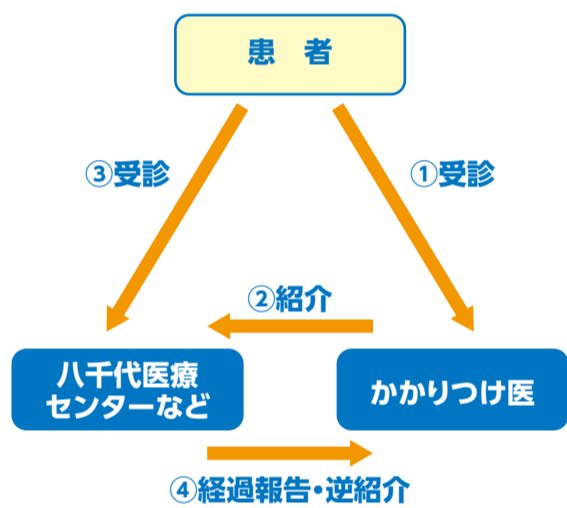 患　者
③受診
①受診
②紹介
八千代医療
センターなど
かかりつけ医
④経過報告・逆紹介